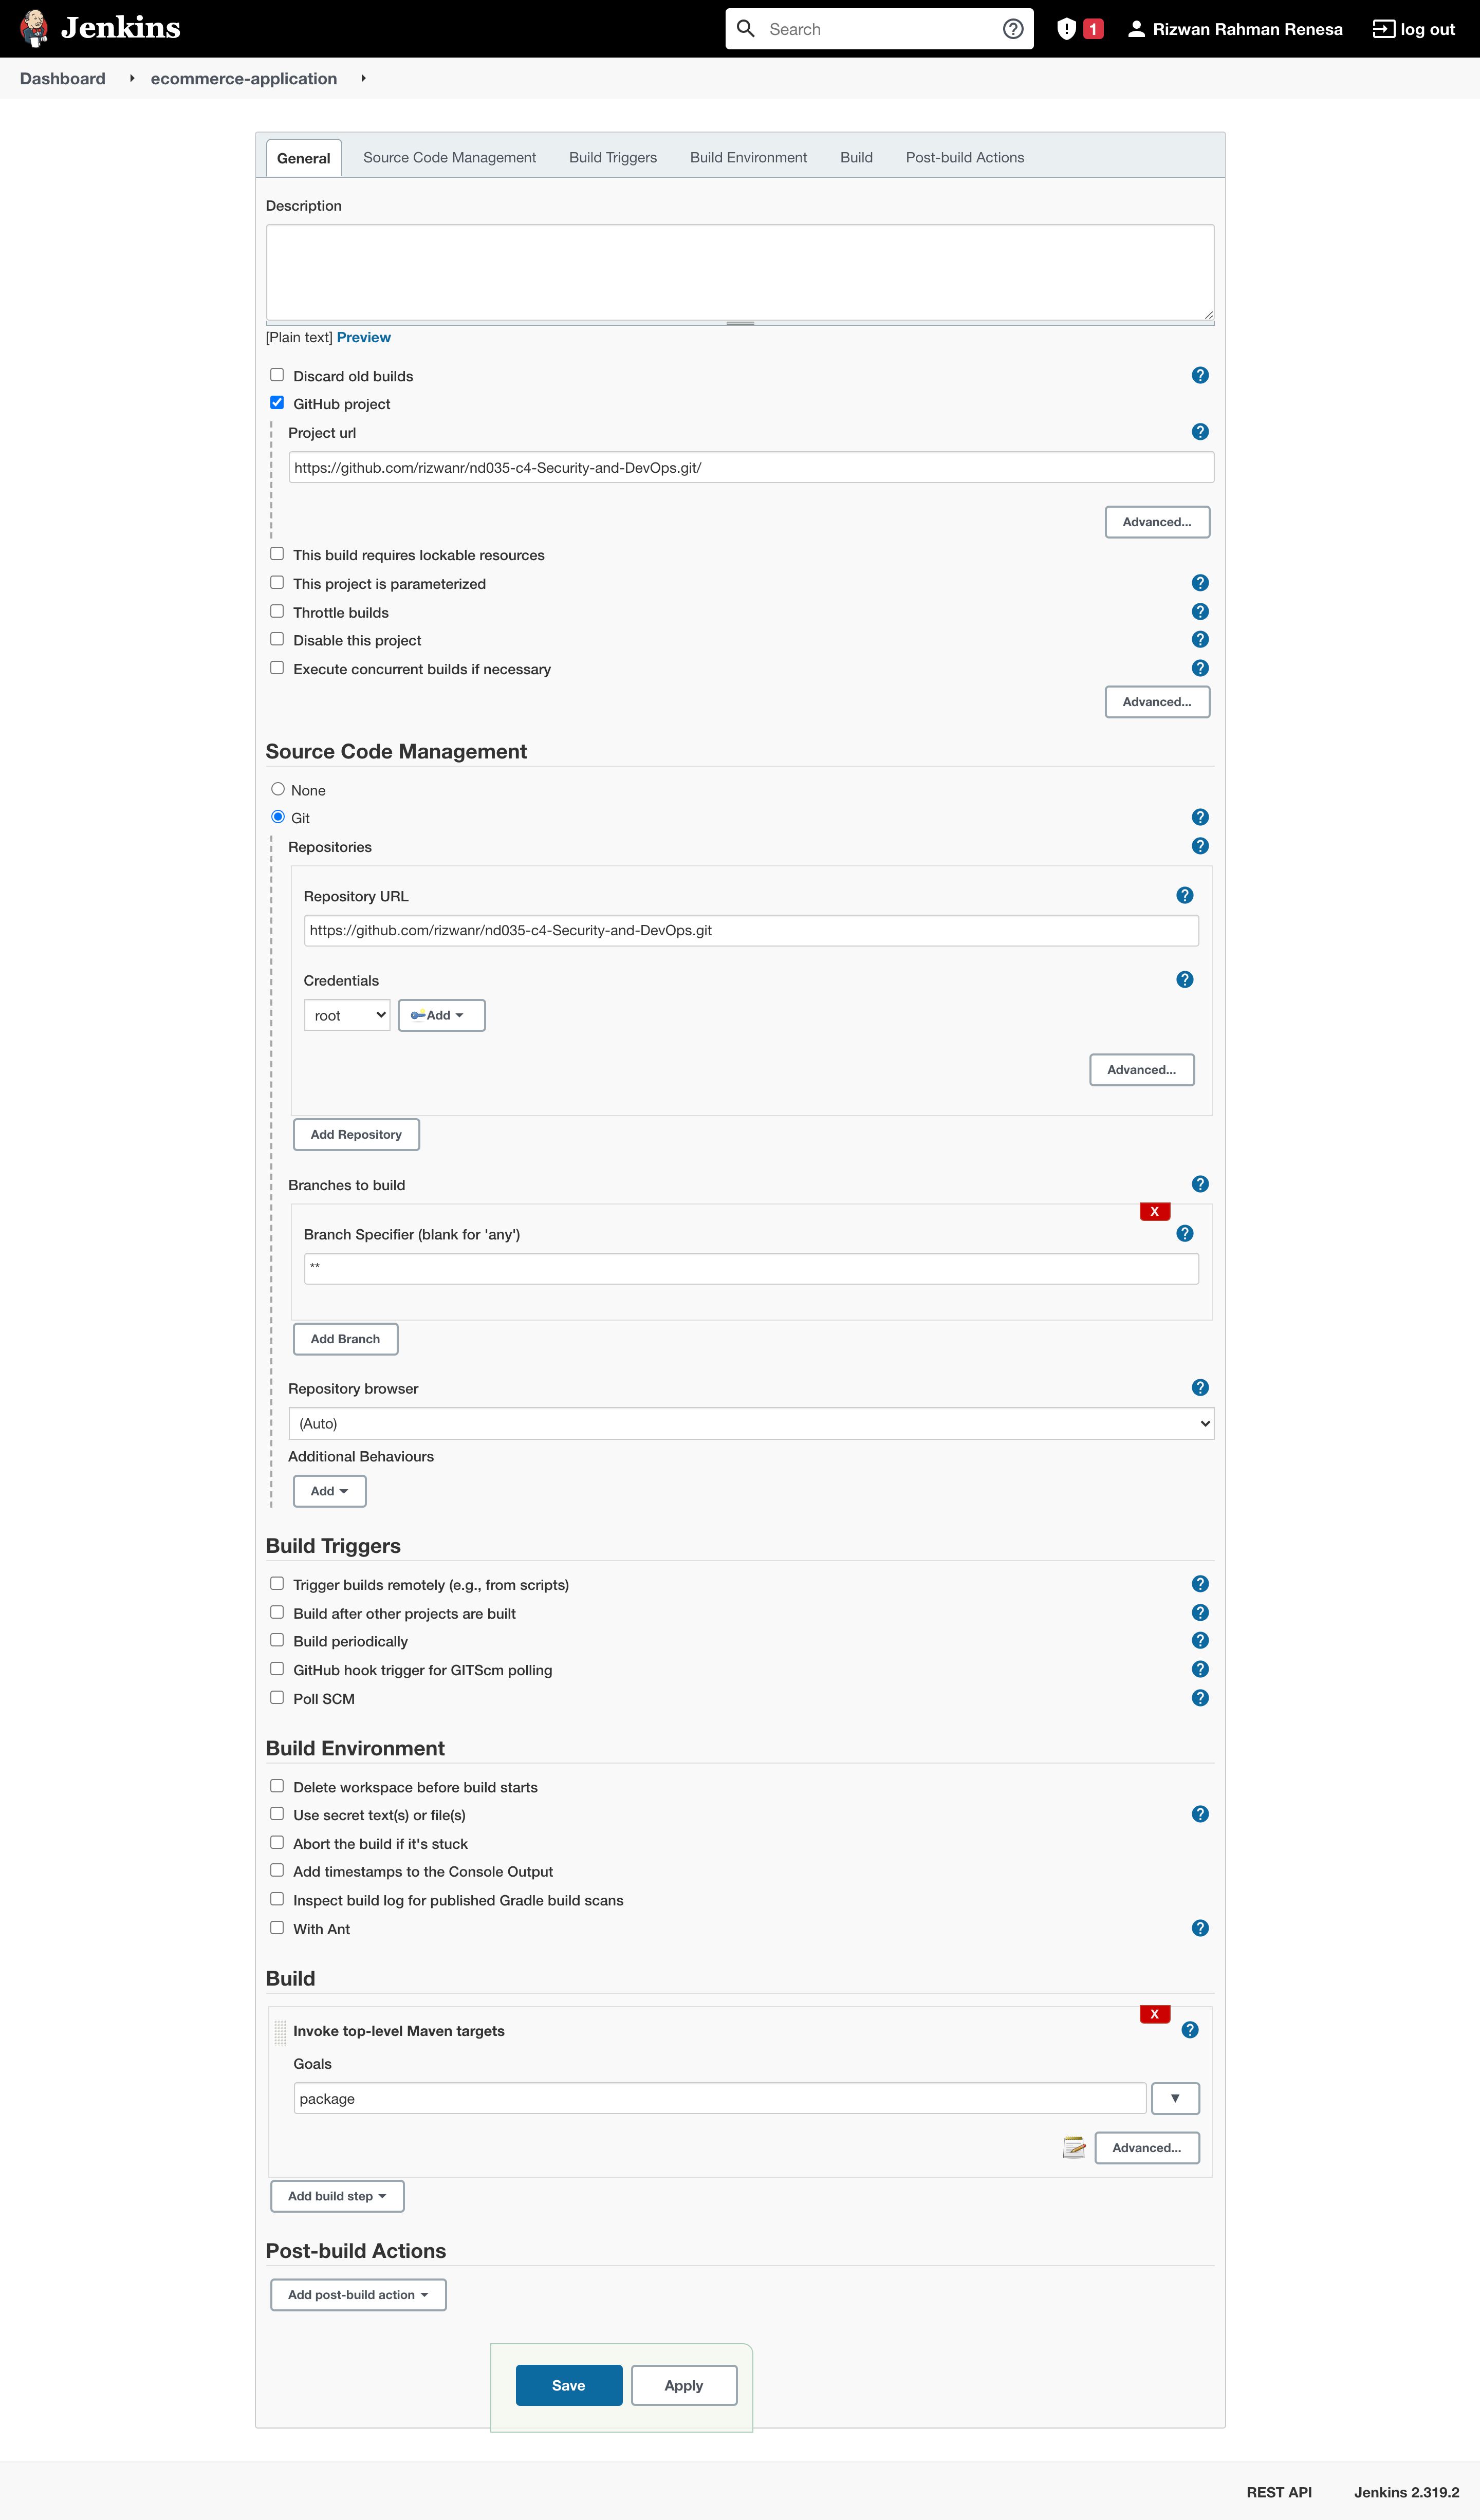 Jenkins
Search
1
Rizwan Rahman Renesa
log out
Dashboard
ecommerce-application
General
Source Code Management
Build Triggers
Build Environment
Build
Post-build Actions
Description
[Plain text] Preview
Discard old builds
GitHub project
Project url
https://github.com/rizwanr/nd035-c4-Security-and-DevOps.git/
Advanced...
This build requires lockable resources
This project is parameterized
Throttle builds
Disable this project
Execute concurrent builds if necessary
Advanced...
Source Code Management
None
Git
Repositories
Repository URL
https://github.com/rizwanr/nd035-c4-Security-and-DevOps.git
Credentials
root
Add
Advanced...
Add Repository
Branches to build
X
Branch Specifier (blank for 'any')
**
Add Branch
Repository browser
(Auto)
Additional Behaviours
Add
Build Triggers
Trigger builds remotely (e.g., from scripts)
Build after other projects are built
Build periodically
GitHub hook trigger for GITScm polling
Poll SCM
Build Environment
Delete workspace before build starts
Use secret text(s) or file(s)
Abort the build if it's stuck
Add timestamps to the Console Output
Inspect build log for published Gradle build scans
With Ant
Build
X
Invoke top-level Maven targets
Goals
package
Advanced...
Add build step
Post-build Actions
Add post-build action
Save
Apply
REST API
Jenkins 2.319.2